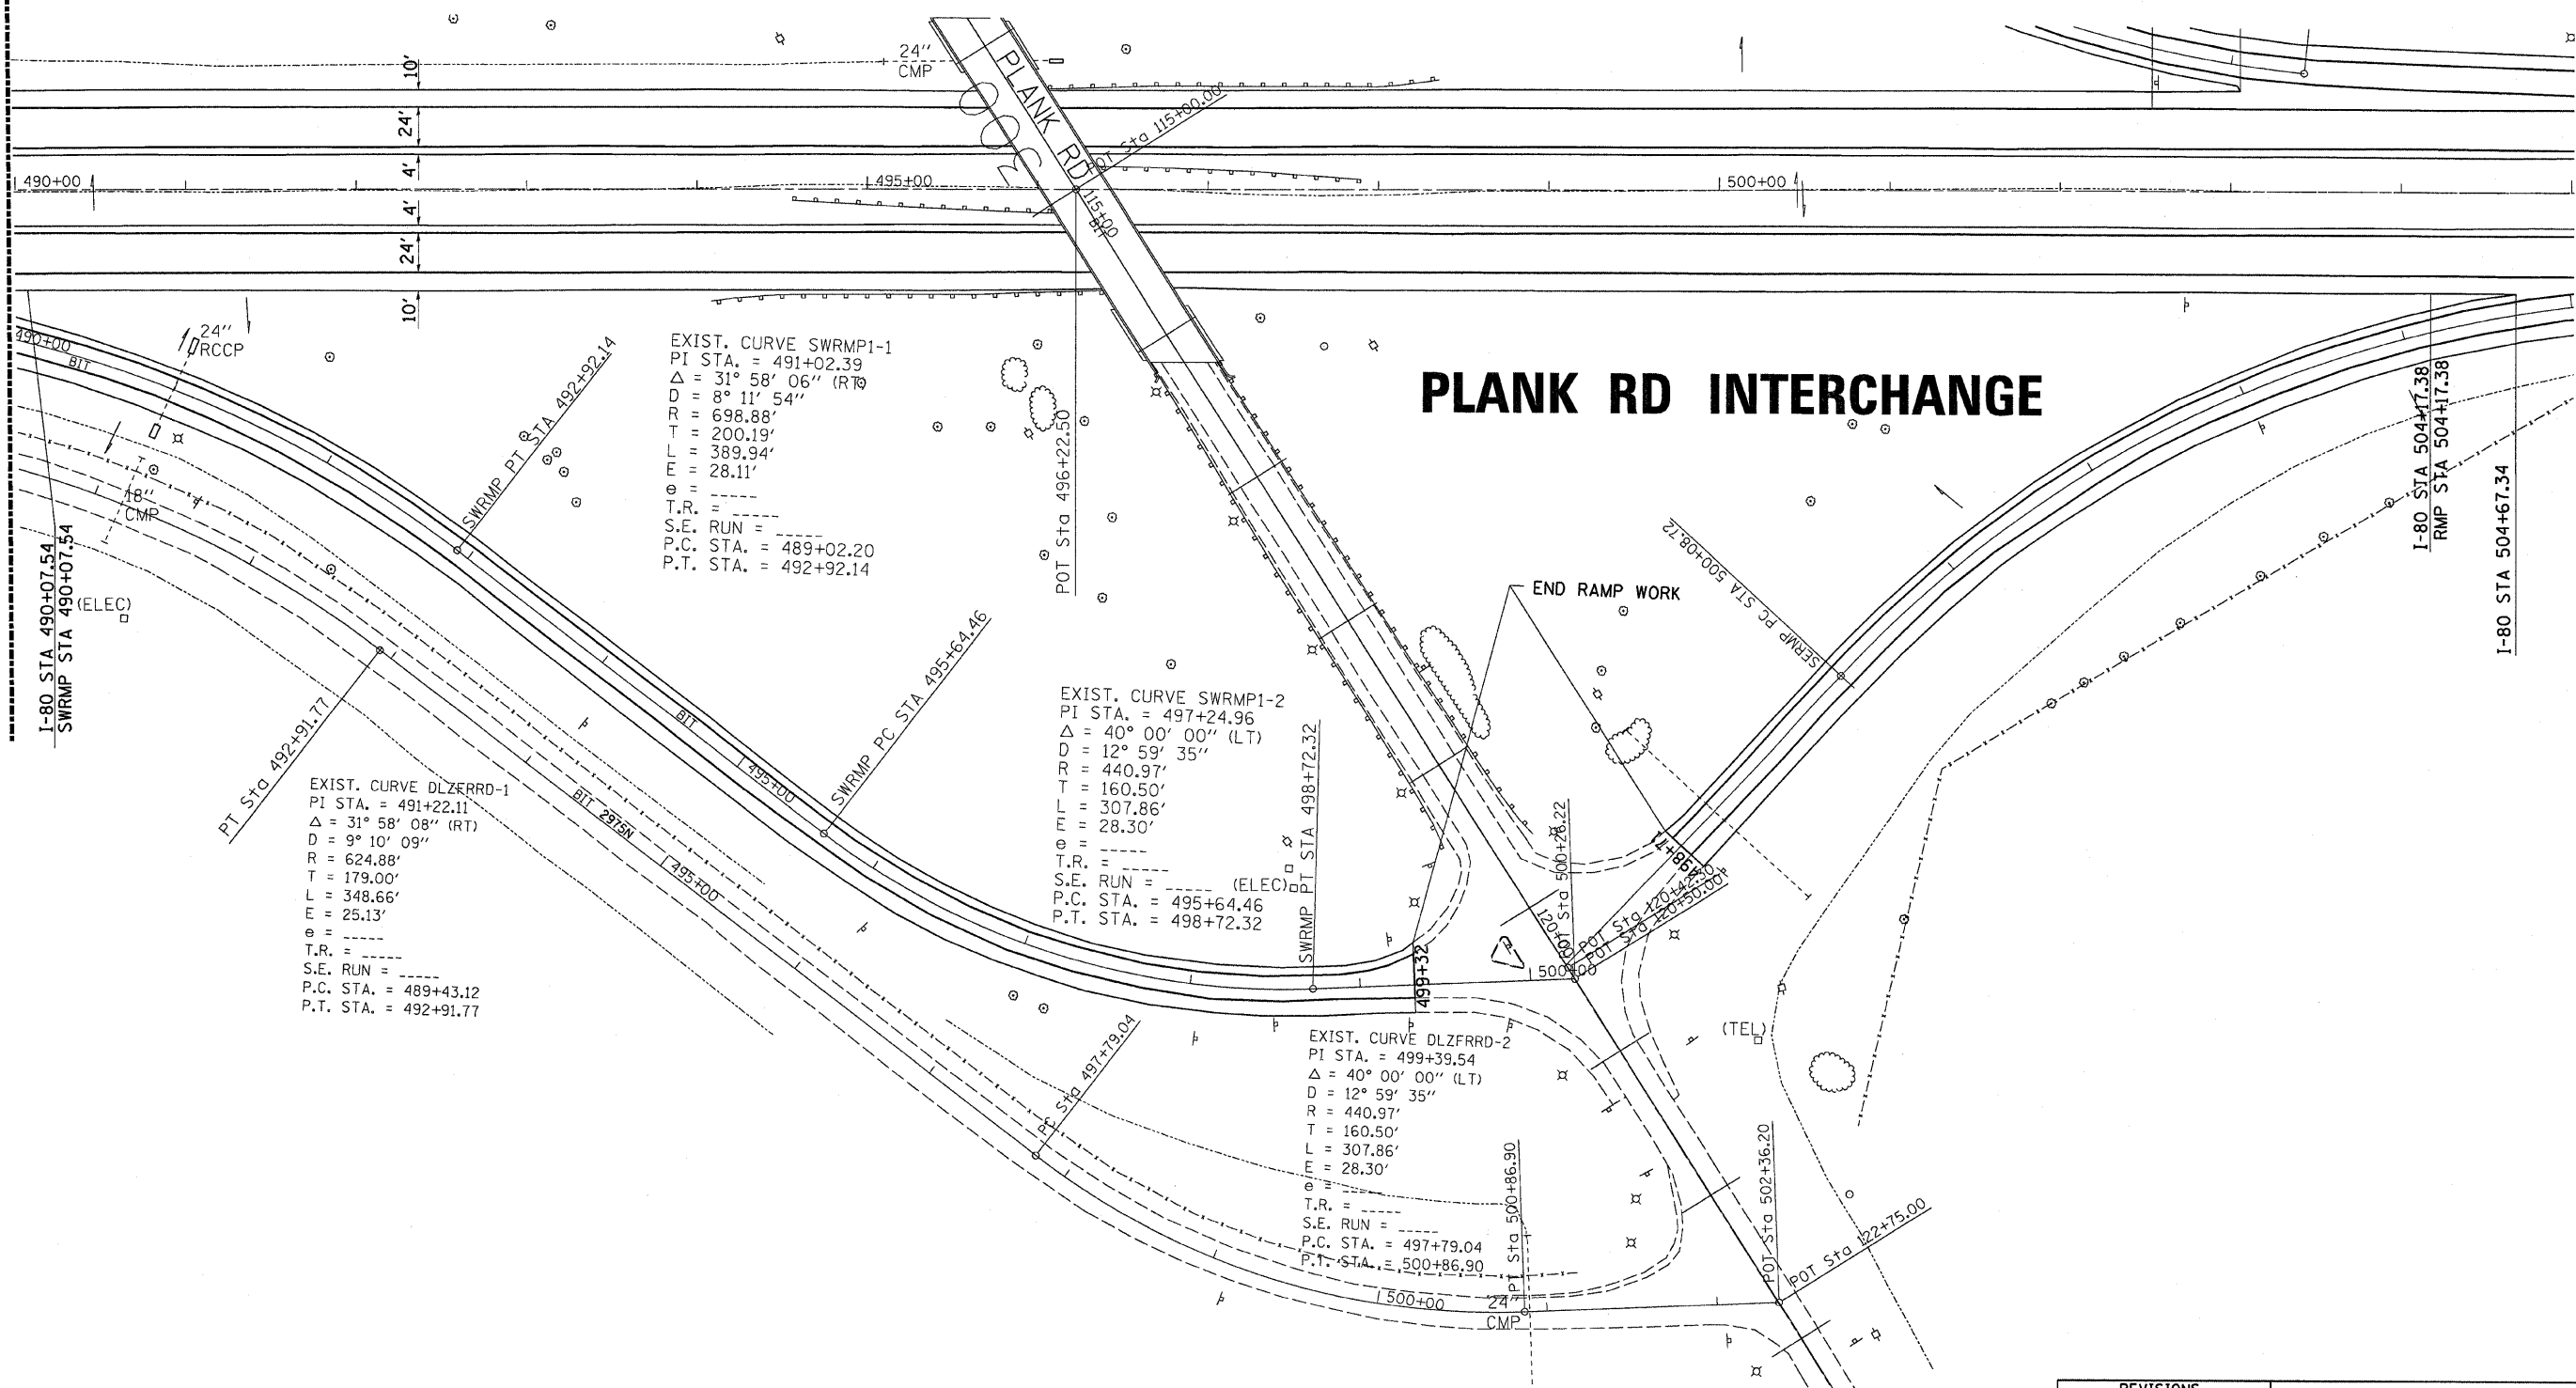 24"
CMP
PLANK RD
POT Sta 115+00.00
10'
24'
4'
490+00
495+00
500+00
4'
24'
10'
115+00
BIT
490+00
BIT
24"
RCCP
18"
CMP
I-80 STA 490+07.54
SWRMP STA 490+07.54
(ELEC)
SWRMP PT STA 492+92.14
EXIST. CURVE SWRMP1-1
PI STA. = 491+02.39
Δ = 31° 58' 06" (RT)
D = 8° 11' 54"
R = 698.88'
T = 200.19'
L = 389.94'
E = 28.11'
e = _____
T.R. = _____
S.E. RUN = _____
P.C. STA. = 489+02.20
P.T. STA. = 492+92.14
POT Sta 496+22.50
PLANK RD INTERCHANGE
END RAMP WORK
SERMP PC STA 500+08.72
I-80 STA 504+17.38
RMP STA 504+17.38
I-80 STA 504+67.34
PT Sta 492+91.77
BIT
495+00
SWRMP PC STA 495+64.46
BIT 2975N
495+00
EXIST. CURVE DLZFRRD-1
PI STA. = 491+22.11
Δ = 31° 58' 08" (RT)
D = 9° 10' 09"
R = 624.88'
T = 179.00'
L = 348.66'
E = 25.13'
e = _____
T.R. = _____
S.E. RUN = _____
P.C. STA. = 489+43.12
P.T. STA. = 492+91.77
EXIST. CURVE SWRMP1-2
PI STA. = 497+24.96
Δ = 40° 00' 00" (LT)
D = 12° 59' 35"
R = 440.97'
T = 160.50'
L = 307.86'
E = 28.30'
e = _____
T.R. = _____
S.E. RUN = _____
(ELEC)
P.C. STA. = 495+64.46
P.T. STA. = 498+72.32
SWRMP PT STA 498+72.32
499+32
120+00
500+00
POT Sta 500+26.22
POT Sta 120+42.30
POT Sta 120+50.00
(TEL)
PC Sta 497+79.04
EXIST. CURVE DLZFRRD-2
PI STA. = 499+39.54
Δ = 40° 00' 00" (LT)
D = 12° 59' 35"
R = 440.97'
T = 160.50'
L = 307.86'
E = 28.30'
e = _____
T.R. = _____
S.E. RUN = _____
P.C. STA. = 497+79.04
P.T. STA. = 500+86.90
PT Sta 500+86.90
500+00
24"
CMP
POT Sta 502+36.20
POT Sta 122+75.00
REVISIONS